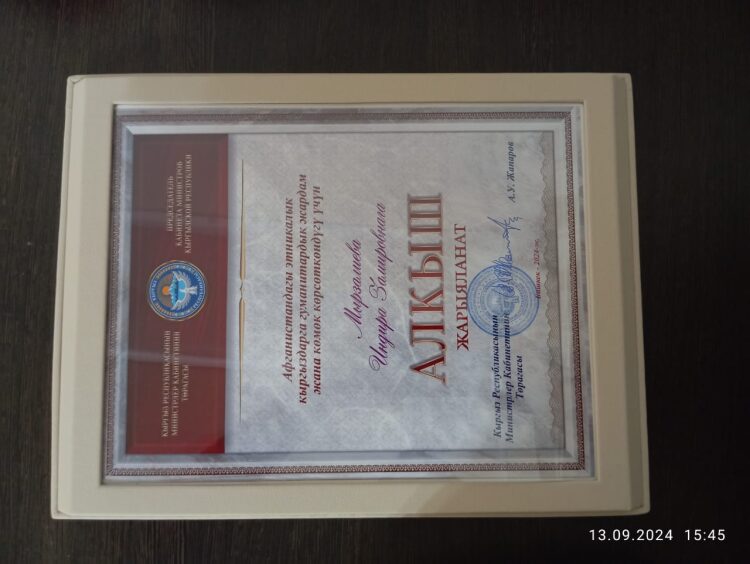 КЫРГЫЗ РЕСПУБЛИКАСЫНЫН
МИНИСТРЛЕР КАБИНЕТИНИН
ТӨРАГАСЫ
ПРЕДСЕДАТЕЛЬ
КАБИНЕТА МИНИСТРОВ
КЫРГЫЗСКОЙ РЕСПУБЛИКИ
Афганистандагы этникалык
кыргыздарга гуманитардык жардам
жана көмөк көрсөткөндүгү үчүн
Мырзалиева
Индира
АЛКЫШ
ЖАРЫЯЛАНАТ
Кыргыз Республикасынын
Министрлер Кабинетинин
Төрагасы
А.У. Жапаров
Бишкек - 2024-ж.
13.09.2024 15:45